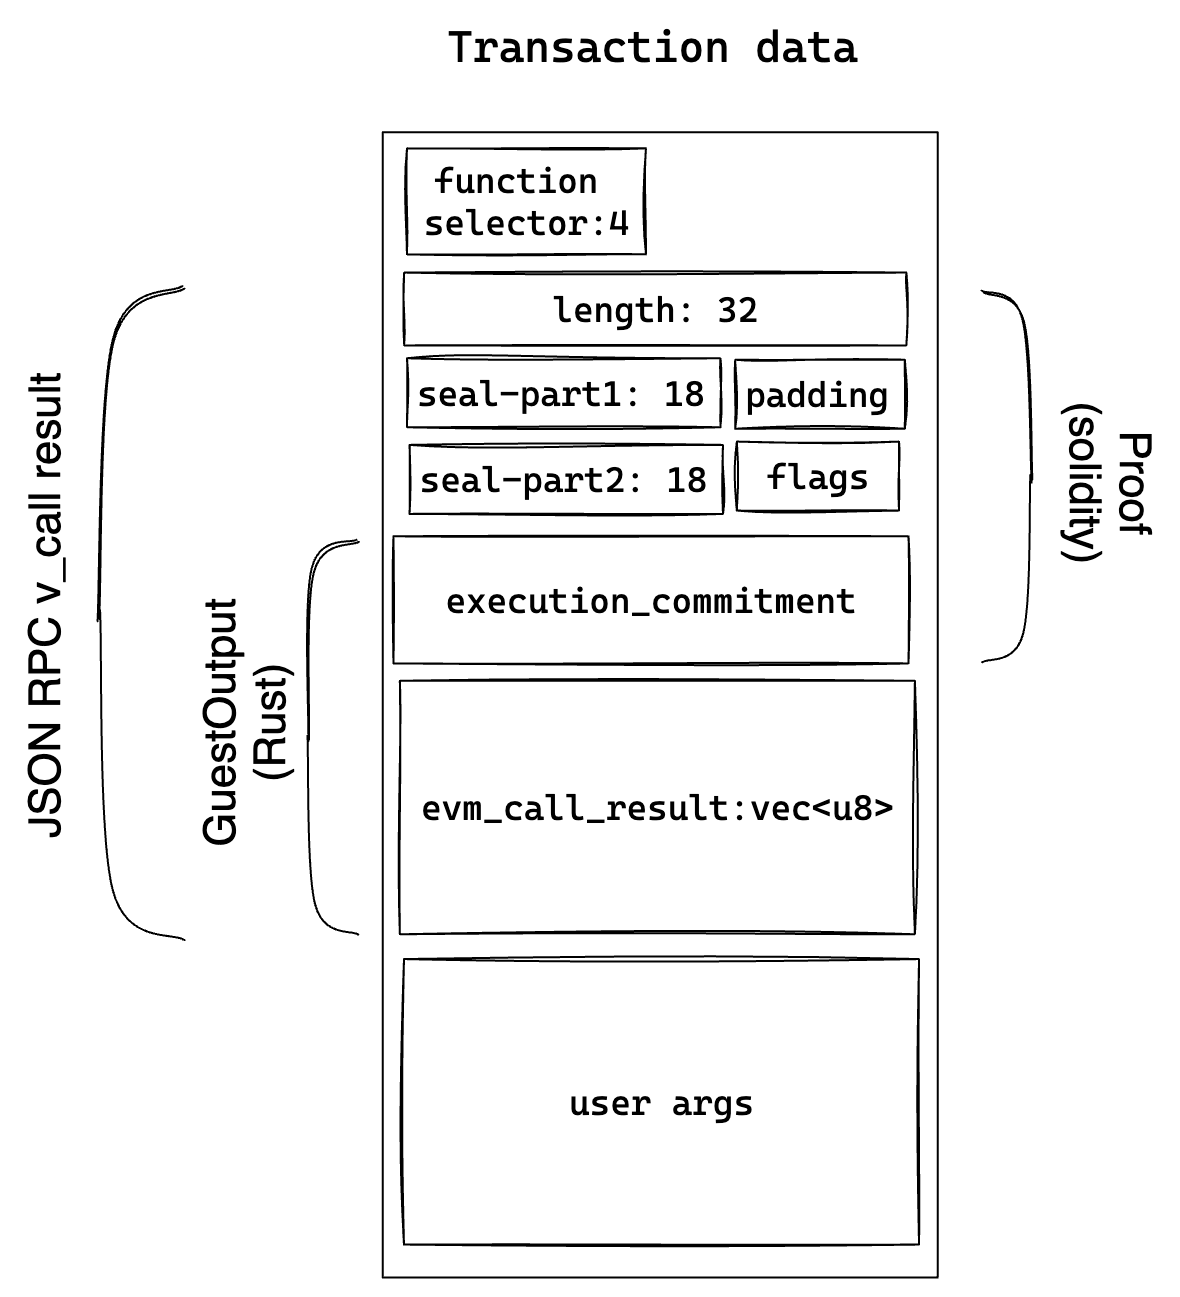 Transaction data
function
selector:4
length: 32
seal-part1: 18
padding
seal-part2: 18
flags
execution_commitment
evm_call_result:vec<u8>
user args
JSON RPC v_call result
GuestOutput
(Rust)
Proof
(solidity)